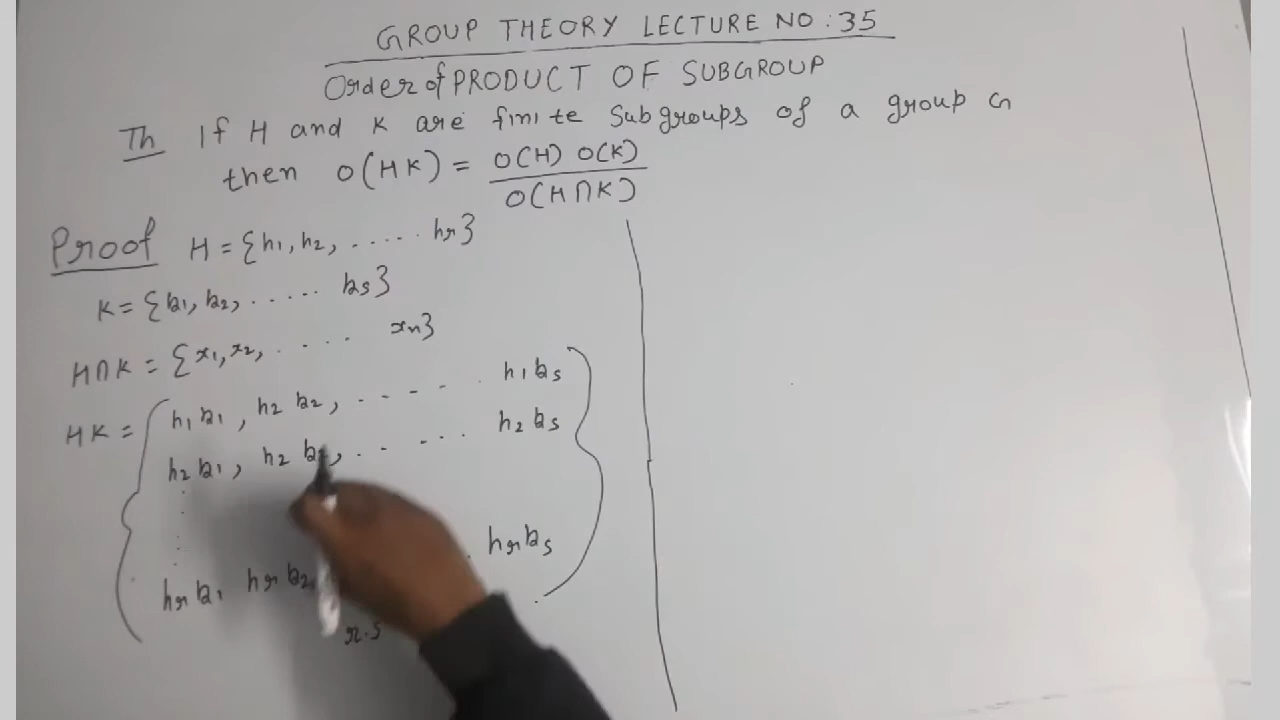 GROUP THEORY LECTURE NO: 35
Order of PRODUCT OF SUBGROUP
Th If H and K are finite Subgroups of a group G
then O(HK) = O(H) O(K) / O(H∩K)
Proof H = {h1, h2, ..... hr}
K = {k1, k2, ..... ks}
H∩K = {x1, x2, .... xn}
HK = { h1k1, h2k2, ..... h1ks
h2k1, h2 ..... h2ks
hrk1 hrk2 . hrks }
r.s